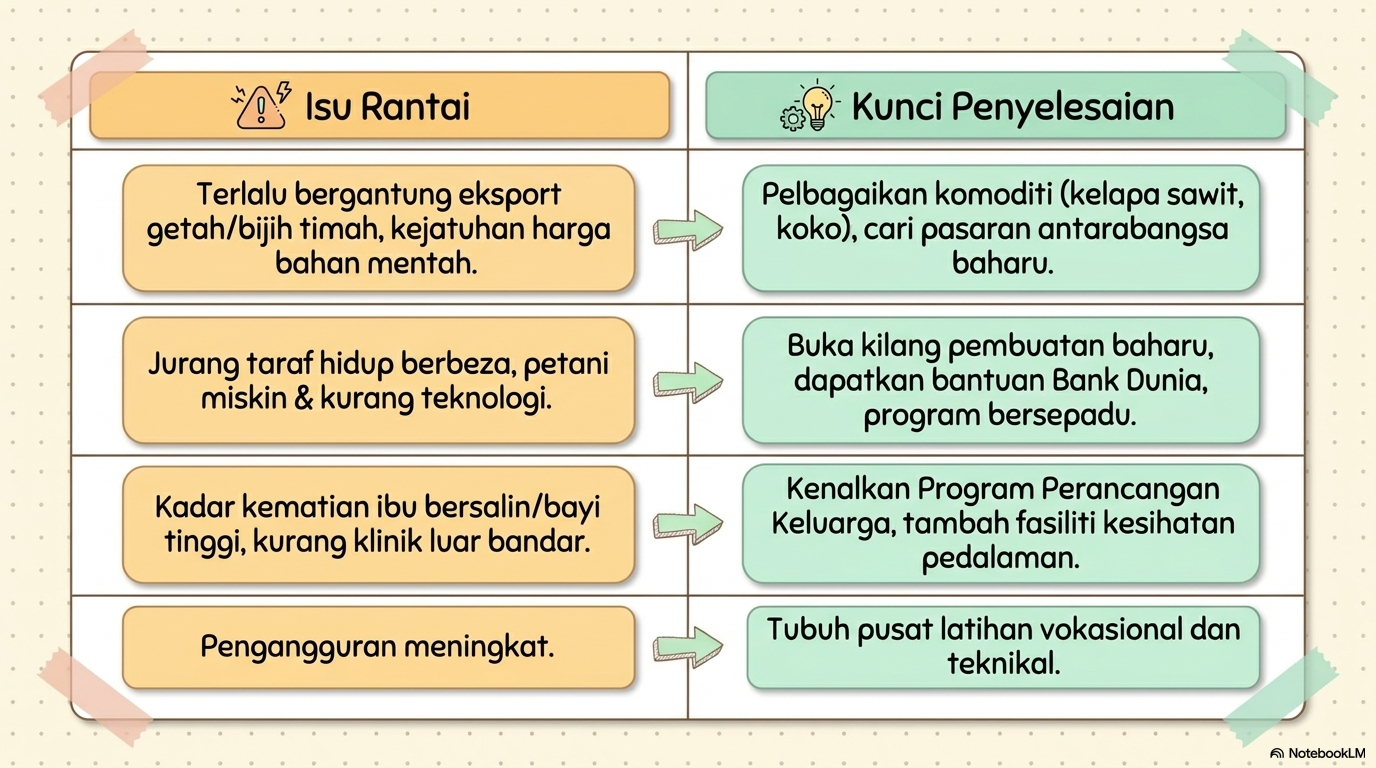 Isu Rantai
Kunci Penyelesaian
Terlalu bergantung eksport
getah/bijih timah, kejatuhan harga
bahan mentah.
Pelbagaikan komoditi (kelapa sawit,
koko), cari pasaran antarabangsa
baharu.
Jurang taraf hidup berbeza, petani
miskin & kurang teknologi.
Buka kilang pembuatan baharu,
dapatkan bantuan Bank Dunia,
program bersepadu.
Kadar kematian ibu bersalin/bayi
tinggi, kurang klinik luar bandar.
Kenalkan Program Perancangan
Keluarga, tambah fasiliti kesihatan
pedalaman.
Pengangguran meningkat.
Tubuh pusat latihan vokasional dan
teknikal.
NotebookLM